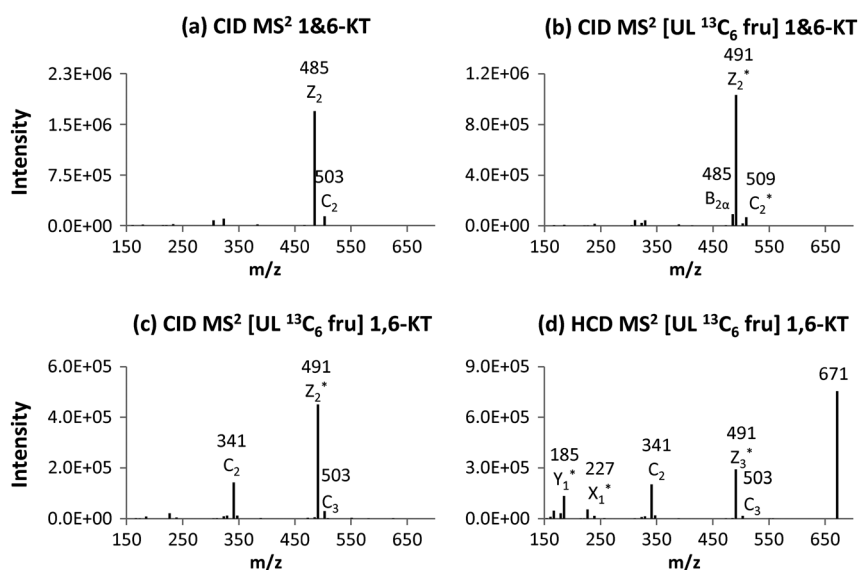 (a) CID MS² 1&6-KT
Intensity
2.3E+06
1.5E+06
7.5E+05
0.0E+00
485
Z₂
503
C₂
150 250 350 450 550 650
m/z
(b) CID MS² [UL ¹³C₆ fru] 1&6-KT
1.2E+06
8.0E+05
4.0E+05
0.0E+00
491
Z₂*
485
B₂α
509
C₂*
150 250 350 450 550 650
m/z
(c) CID MS² [UL ¹³C₆ fru] 1,6-KT
Intensity
6.0E+05
4.0E+05
2.0E+05
0.0E+00
491
Z₂*
341
C₂
503
C₃
150 250 350 450 550 650
m/z
(d) HCD MS² [UL ¹³C₆ fru] 1,6-KT
9.0E+05
6.0E+05
3.0E+05
0.0E+00
671
185
Y₁*
227
X₁*
341
C₂
491
Z₃*
503
C₃
150 250 350 450 550 650
m/z